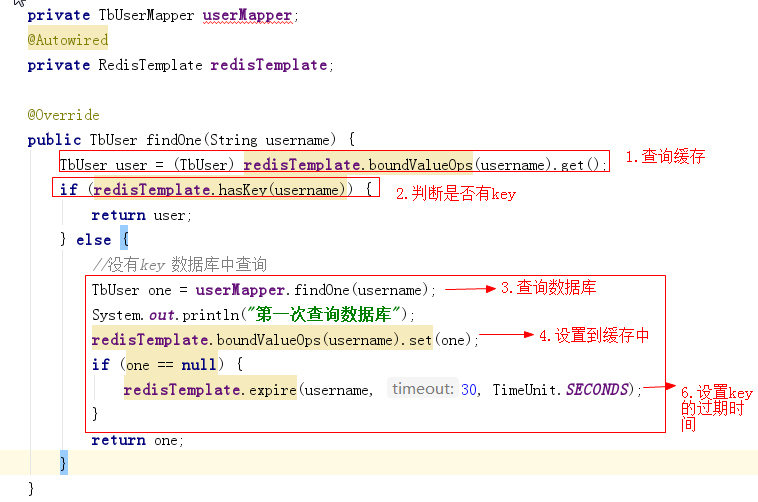 private TbUserMapper userMapper;
@Autowired
private RedisTemplate redisTemplate;
@Override
public TbUser findOne(String username) {
TbUser user = (TbUser) redisTemplate.boundValueOps(username).get();
1.查询缓存
if (redisTemplate.hasKey(username)) {
2.判断是否有key
return user;
} else {
//没有key 数据库中查询
TbUser one = userMapper.findOne(username);
3.查询数据库
System.out.println("第一次查询数据库");
redisTemplate.boundValueOps(username).set(one);
4.设置到缓存中
if (one == null) {
redisTemplate.expire(username, timeout: 30, TimeUnit.SECONDS);
6.设置key
的过期时
间
}
return one;
}
}